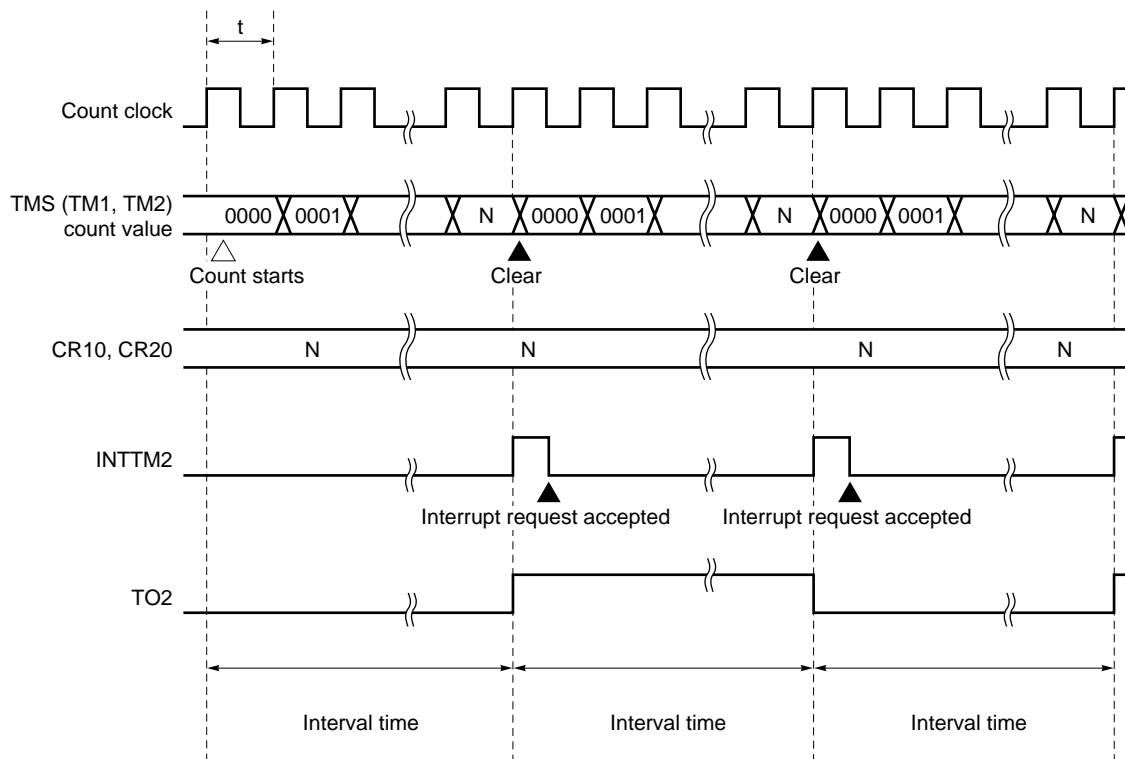 t
Count clock
TMS (TM1, TM2)
count value
0000 0001 N 0000 0001 N 0000 0001 N
Count starts Clear Clear
CR10, CR20 N N N N
INTTM2
Interrupt request accepted Interrupt request accepted
TO2
Interval time Interval time Interval time